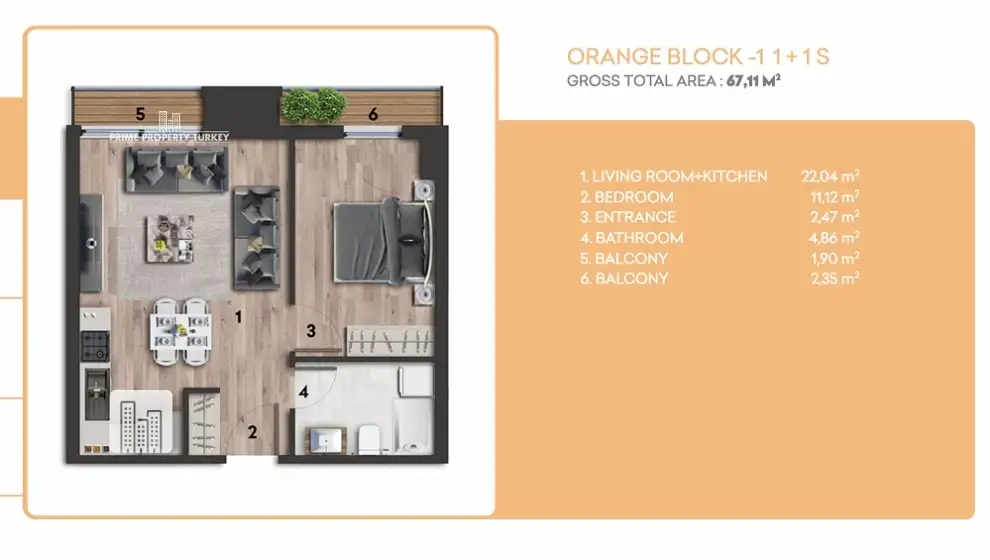 ORANGE BLOCK -1 1 + 1 S
GROSS TOTAL AREA : 67,11 M²
1. LIVING ROOM+KITCHEN 22,04 m²
2. BEDROOM 11,12 m²
3. ENTRANCE 2,47 m²
4. BATHROOM 4,86 m²
5. BALCONY 1,90 m²
6. BALCONY 2,35 m²
5
6
PRIME PROPERTY TURKEY
1
3
4
2